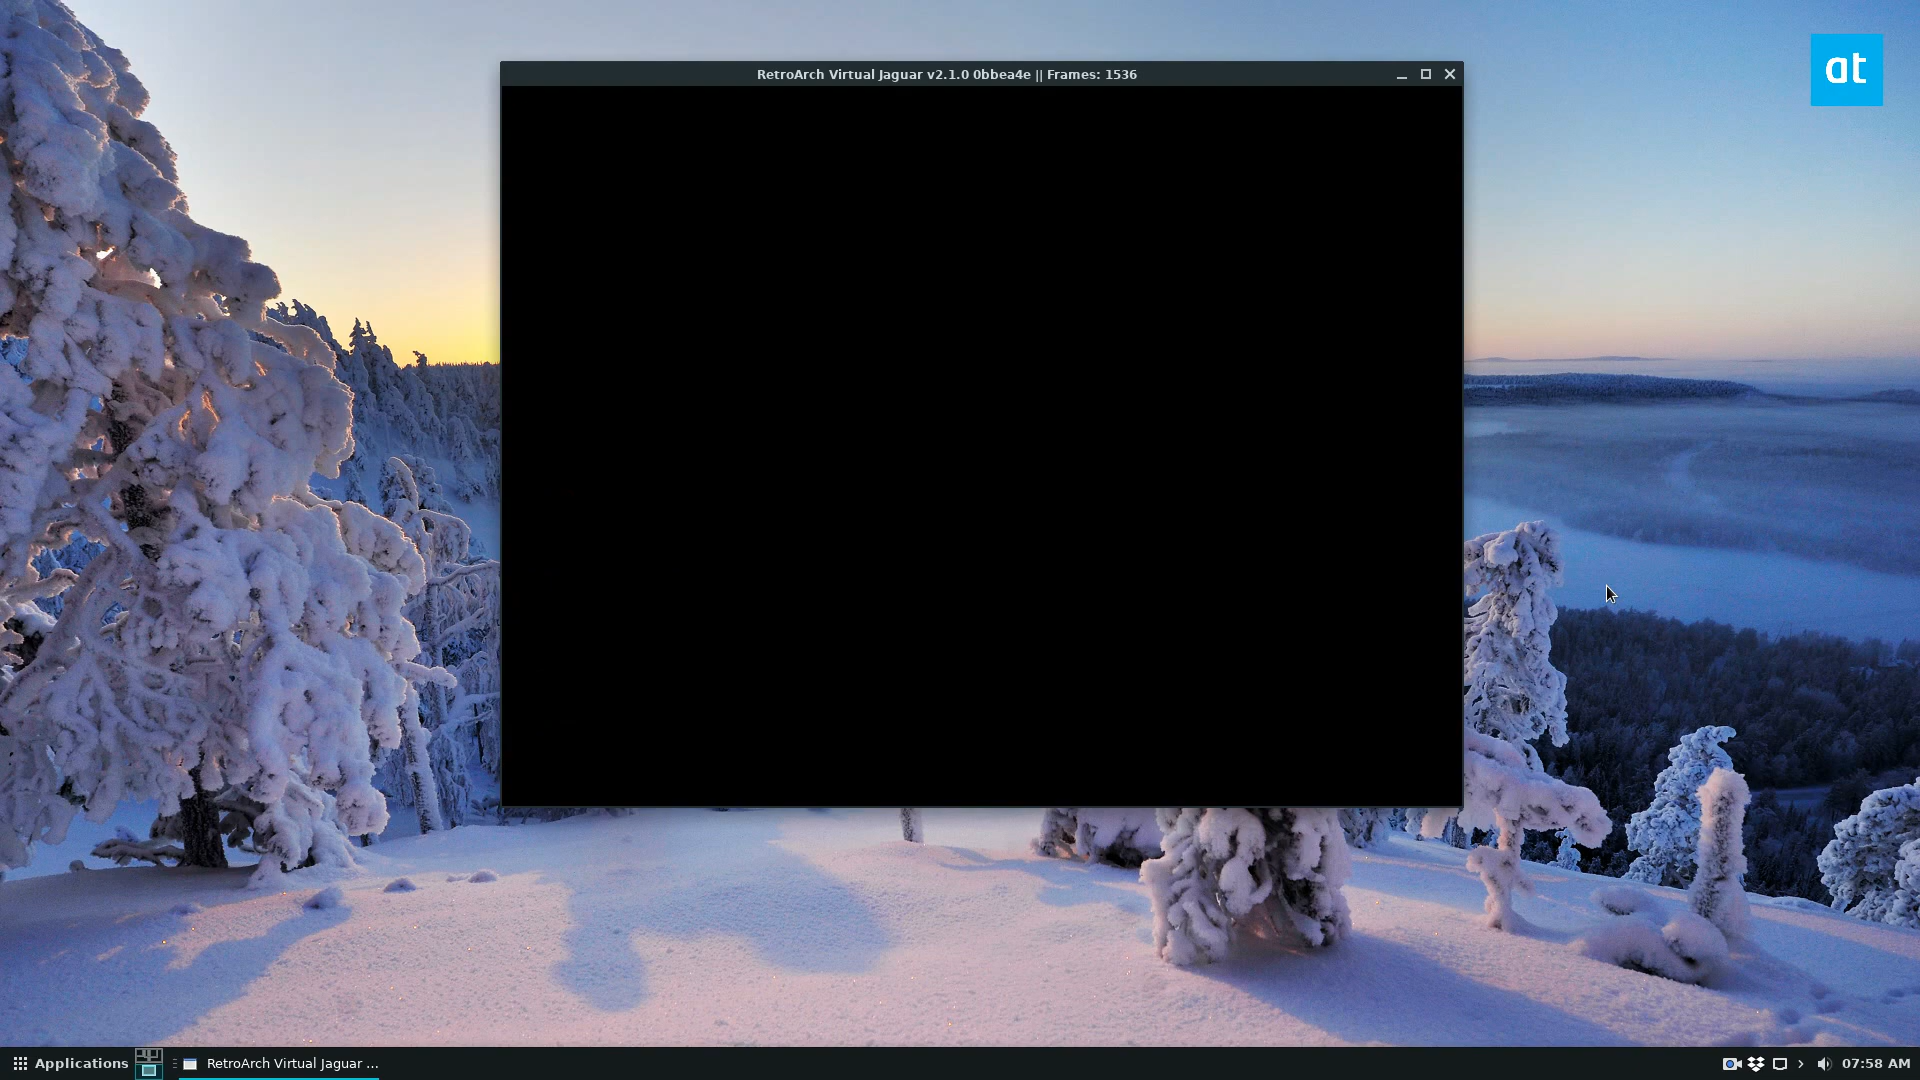 RetroArch Virtual Jaguar v2.1.0 0bbea4e || Frames: 1536
at
Applications
RetroArch Virtual Jaguar ...
07:58 AM